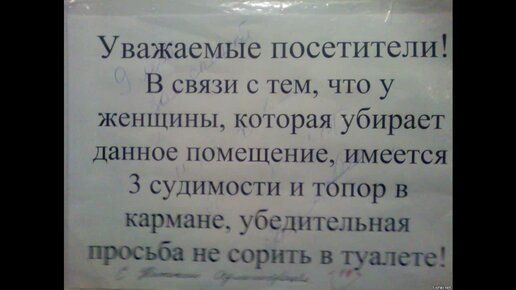 Уважаемые посетители!
В связи с тем, что у
женщины, которая убирает
данное помещение, имеется
3 судимости и топор в
кармане, убедительная
просьба не сорить в туалете!